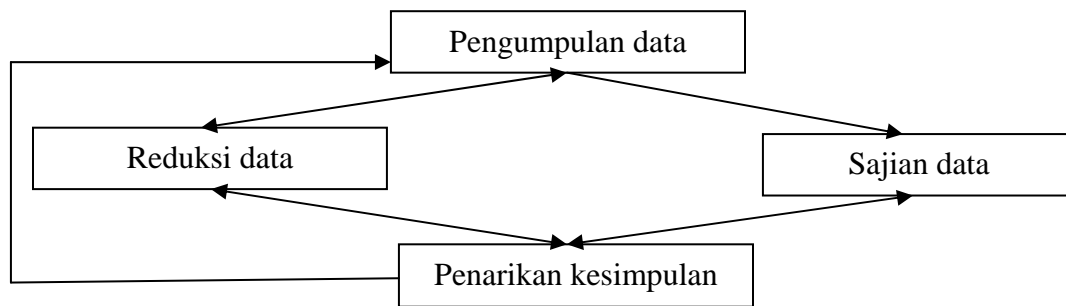 Pengumpulan data
Reduksi data
Sajian data
Penarikan kesimpulan